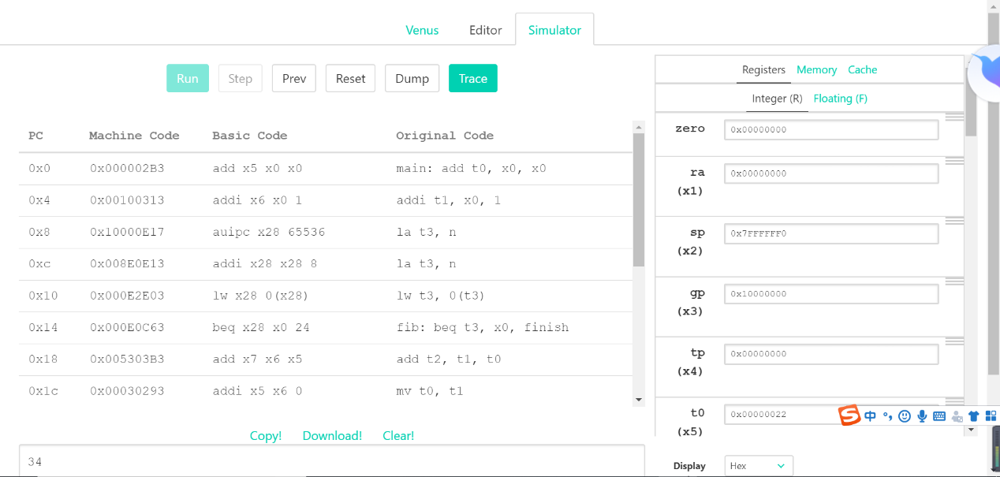 Venus Editor Simulator
Run Step Prev Reset Dump Trace
PC Machine Code Basic Code Original Code
0x0 0x000002B3 add x5 x0 x0 main: add t0, x0, x0
0x4 0x00100313 addi x6 x0 1 addi t1, x0, 1
0x8 0x10000E17 auipc x28 65536 la t3, n
0xc 0x008E0E13 addi x28 x28 8 la t3, n
0x10 0x000E2E03 lw x28 0(x28) lw t3, 0(t3)
0x14 0x000E0C63 beq x28 x0 24 fib: beq t3, x0, finish
0x18 0x005303B3 add x7 x6 x5 add t2, t1, t0
0x1c 0x00030293 addi x5 x6 0 mv t0, t1
Copy! Download! Clear!
34
Registers Memory Cache
Integer (R) Floating (F)
zero 0x00000000
ra (x1) 0x00000000
sp (x2) 0x7FFFFFF0
gp (x3) 0x10000000
tp (x4) 0x00000000
t0 (x5) 0x00000022
S 中
Display Hex